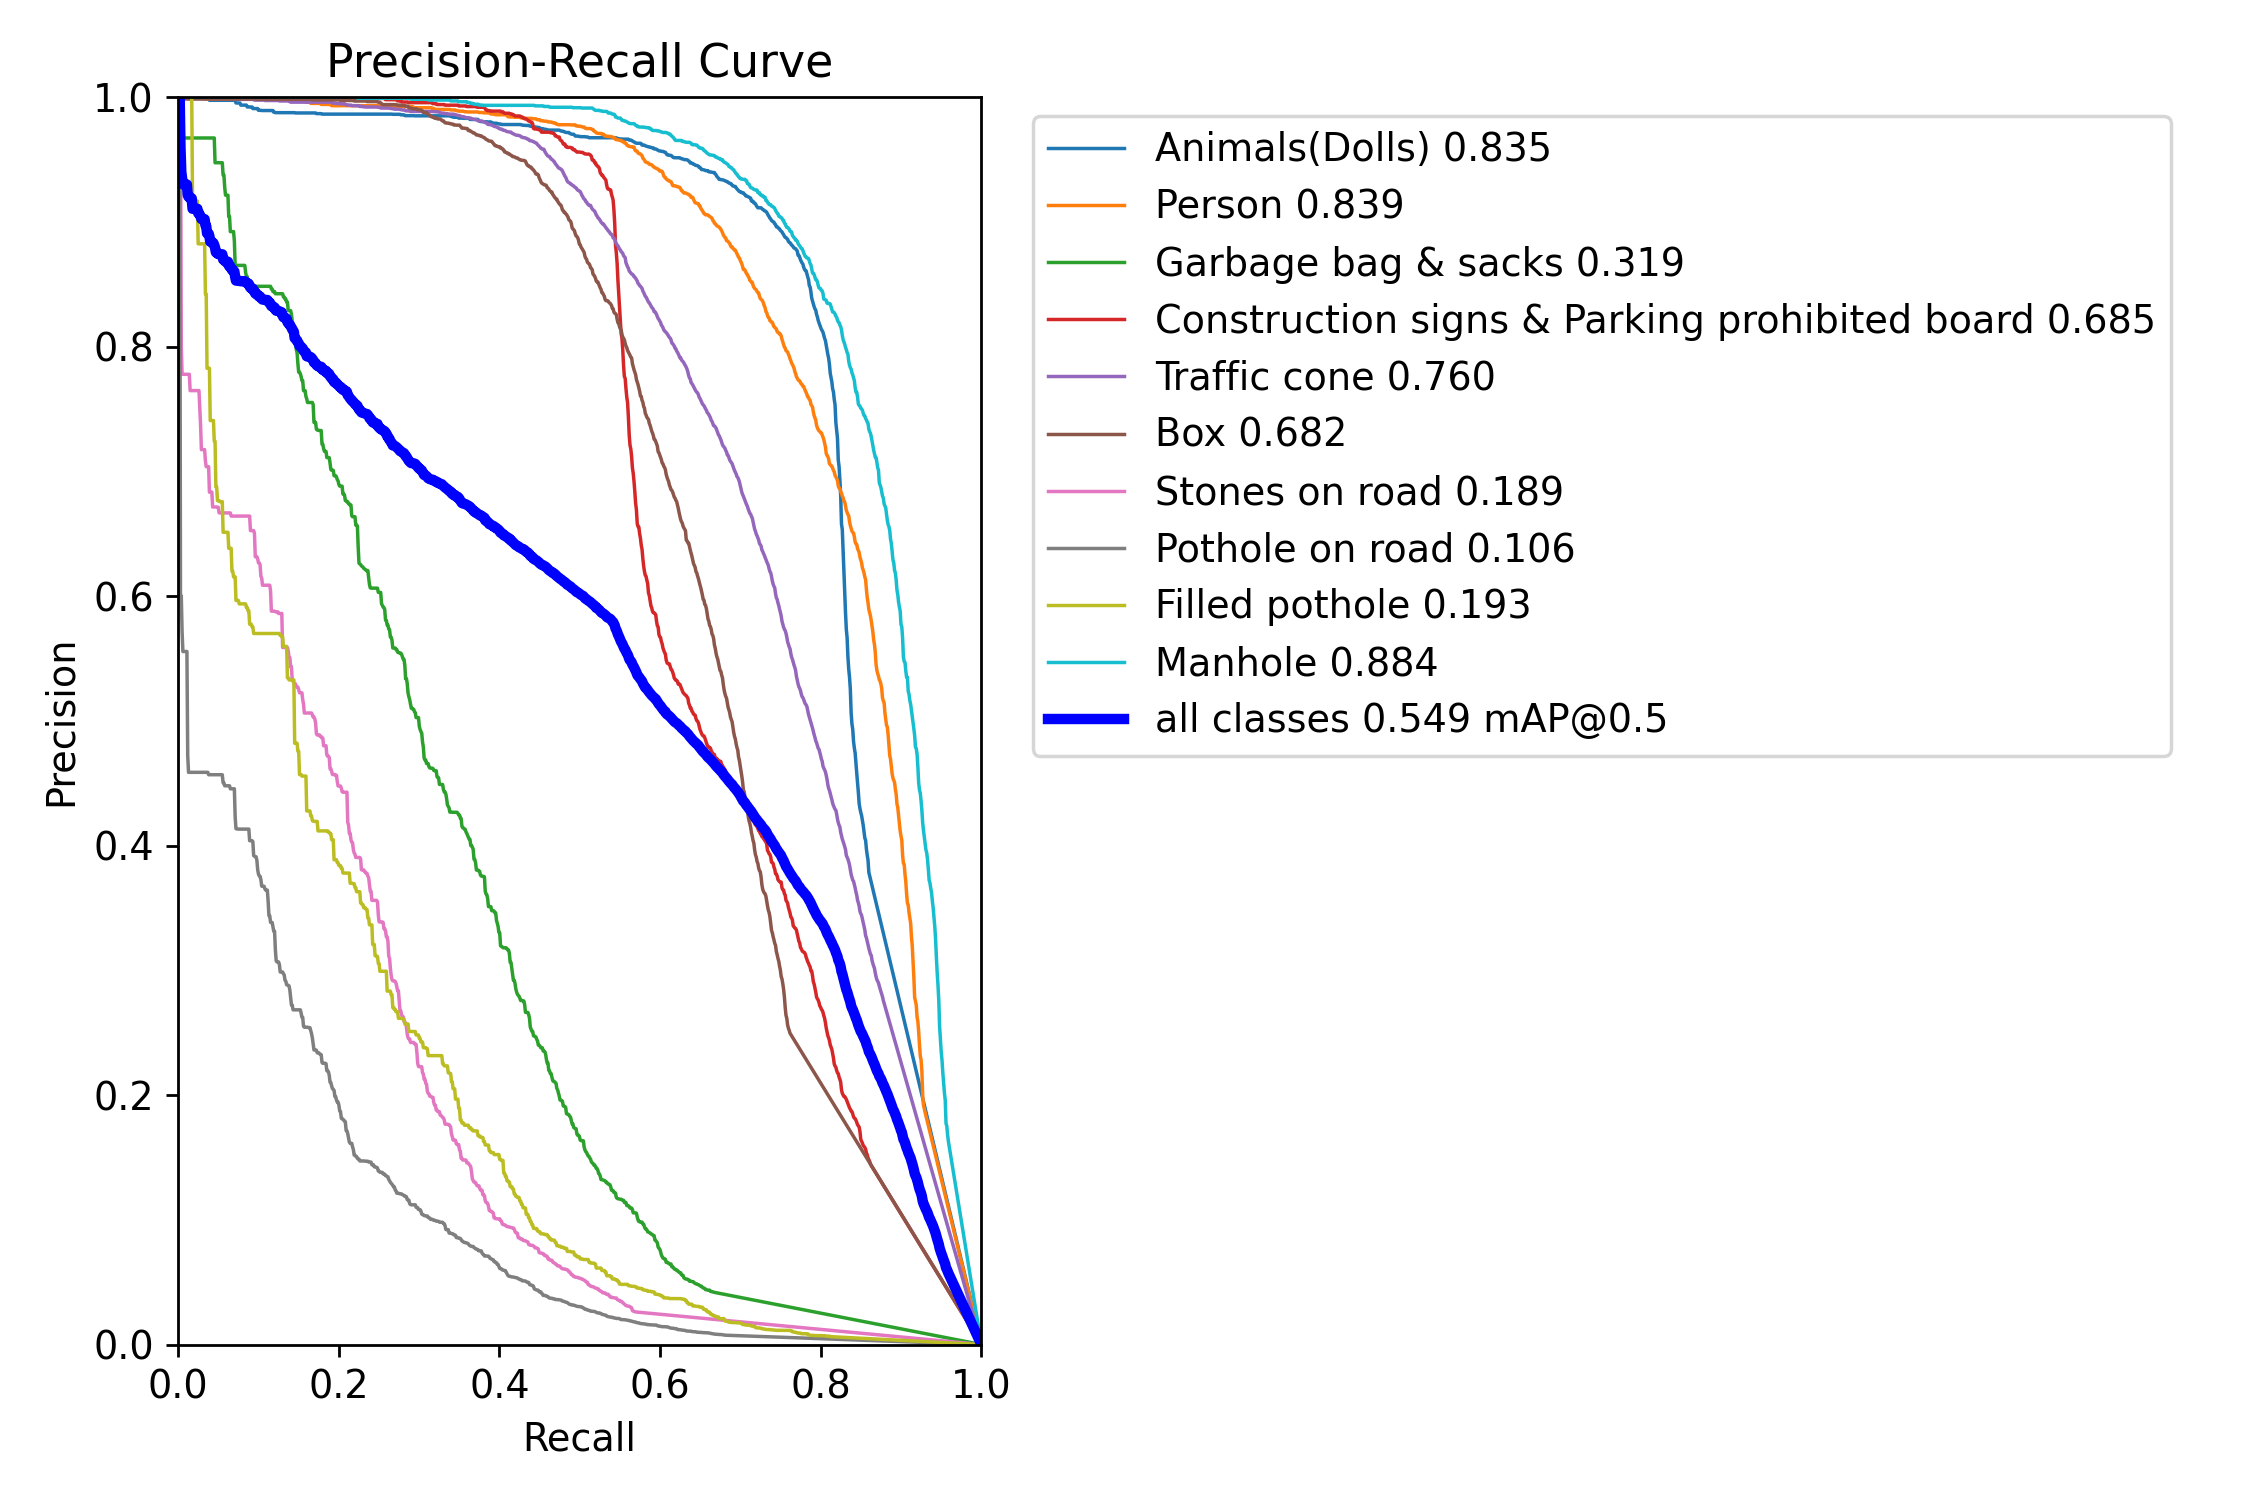 Precision-Recall Curve
1.0
0.8
0.6
0.4
0.2
0.0
Precision
0.0 0.2 0.4 0.6 0.8 1.0
Recall
Animals(Dolls) 0.835
Person 0.839
Garbage bag & sacks 0.319
Construction signs & Parking prohibited board 0.685
Traffic cone 0.760
Box 0.682
Stones on road 0.189
Pothole on road 0.106
Filled pothole 0.193
Manhole 0.884
all classes 0.549 mAP@0.5